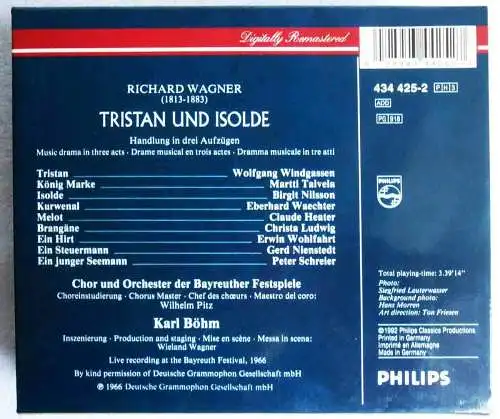 Digitally Remastered
RICHARD WAGNER
(1813-1883)
TRISTAN UND ISOLDE
Handlung in drei Aufzügen
Music drama in three acts · Drame musical en trois actes · Dramma musicale in tre atti
Tristan Wolfgang Windgassen
König Marke Martti Talvela
Isolde Birgit Nilsson
Kurwenal Eberhard Waechter
Melot Claude Heater
Brangäne Christa Ludwig
Ein Hirt Erwin Wohlfahrt
Ein Steuermann Gerd Nienstedt
Ein junger Seemann Peter Schreier
Chor und Orchester der Bayreuther Festspiele
Choreinstudierung · Chorus Master · Chef des chœurs · Maestro del coro:
Wilhelm Pitz
Karl Böhm
Inszenierung · Production and staging · Mise en scène · Messa in scena:
Wieland Wagner
Live recording at the Bayreuth Festival, 1966
By kind permission of Deutsche Grammophon Gesellschaft mbH
℗ 1966 Deutsche Grammophon Gesellschaft mbH
434 425-2 PH3
ADD
PG 918
PHILIPS
Total playing-time: 3.39'14"
Photo:
Siegfried Lauterwasser
Background photo:
Hans Morren
Art direction: Ton Friesen
©1992 Philips Classics Productions
Printed in Germany
Imprimé en Allemagne
Made in Germany
PHILIPS